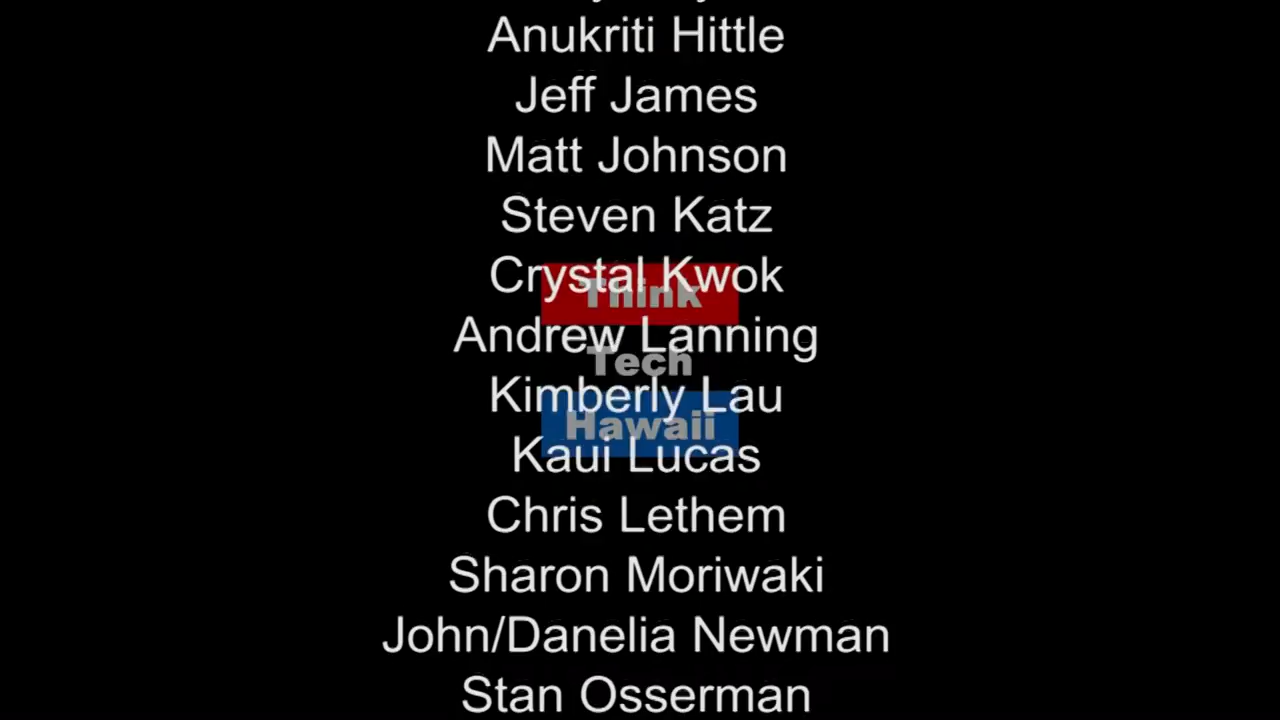 Anukriti Hittle
Jeff James
Matt Johnson
Steven Katz
Crystal Kwok
Think
Andrew Lanning
Tech
Kimberly Lau
Hawaii
Kaui Lucas
Chris Lethem
Sharon Moriwaki
John/Danelia Newman
Stan Osserman